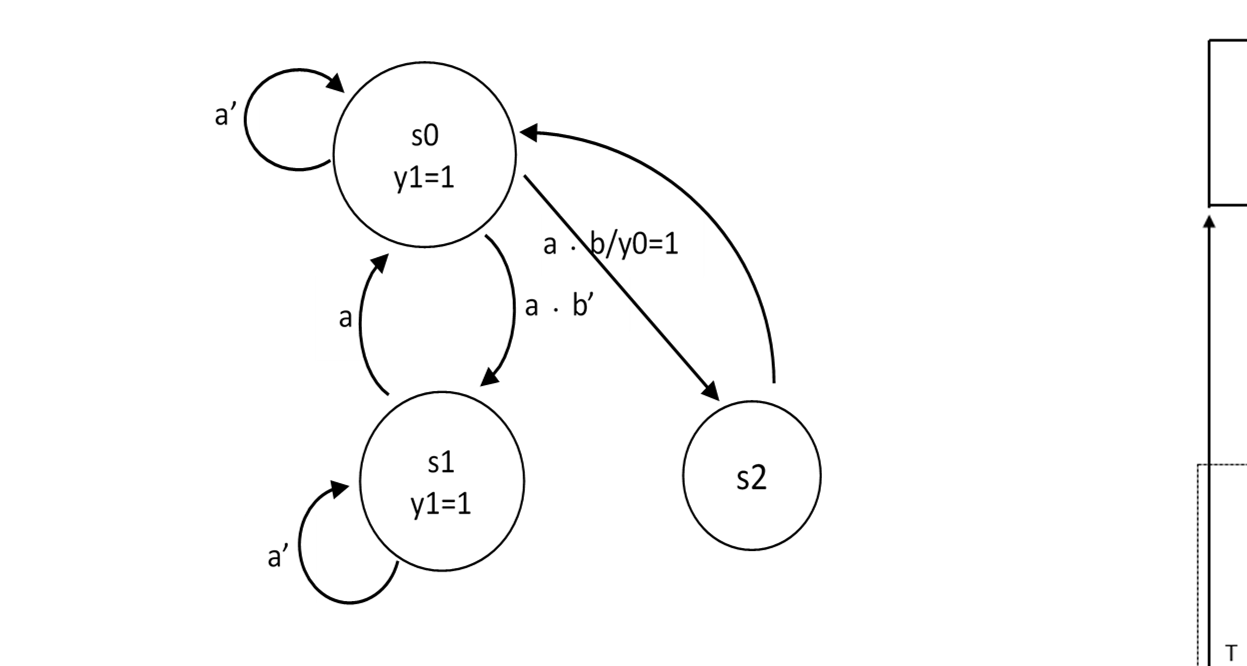 a’
s0
y1=1
a · b/y0=1
a
a · b’
s1
y1=1
s2
a’
T